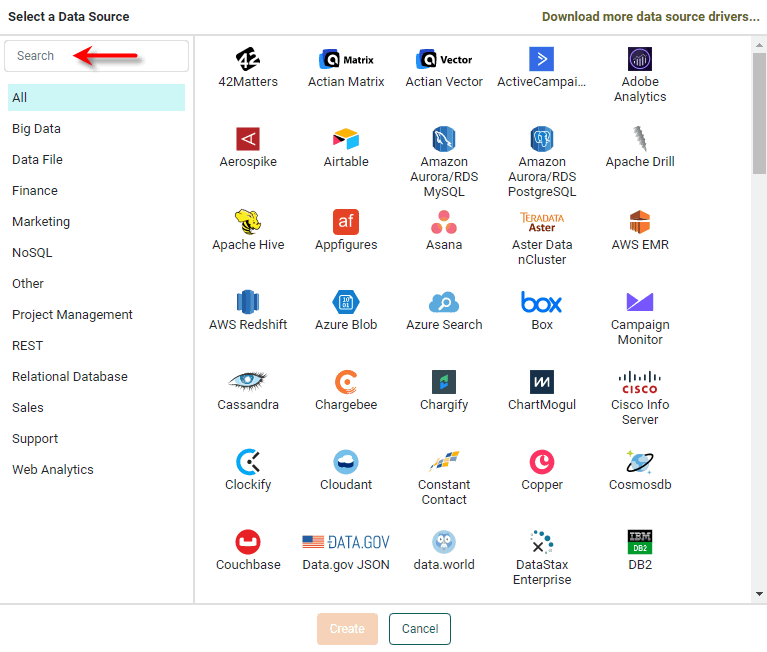 Select a Data Source
Download more data source drivers...
Search
All
Big Data
Data File
Finance
Marketing
NoSQL
Other
Project Management
REST
Relational Database
Sales
Support
Web Analytics
42
42Matters
a Matrix
Actian Matrix
a Vector
Actian Vector
ActiveCampai...
Adobe
Analytics
Aerospike
Airtable
Amazon
Aurora/RDS
MySQL
Amazon
Aurora/RDS
PostgreSQL
Apache Drill
Apache Hive
af
Appfigures
Asana
TERADATA
Aster
Aster Data
nCluster
AWS EMR
AWS Redshift
10
01
Azure Blob
Azure Search
box
Box
Campaign
Monitor
Cassandra
Chargebee
Chargify
ChartMogul
CISCO
Cisco Info
Server
Clockify
Cloudant
Constant
Contact
Copper
Cosmosdb
Couchbase
DATA.GOV
Data.gov JSON
data.world
DataStax
Enterprise
IBM
DB2
DB2
Create
Cancel